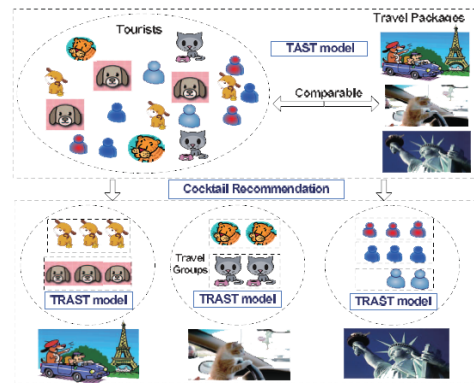 Tourists
Travel Packages
TAST model
Comparable
Cocktail Recommendation
Travel
Groups
TRAST model
TRAST model
TRAST model